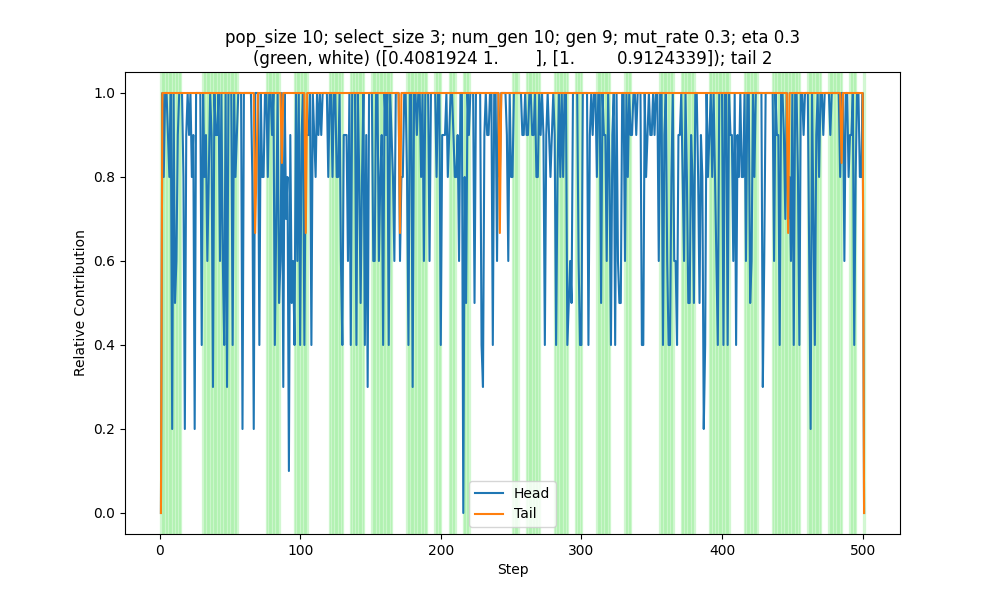 pop_size 10; select_size 3; num_gen 10; gen 9; mut_rate 0.3; eta 0.3
(green, white) ([0.4081924 1.        ], [1.        0.9124339]); tail 2
Relative Contribution
1.0
0.8
0.6
0.4
0.2
0.0
Head
Tail
0 100 200 300 400 500
Step